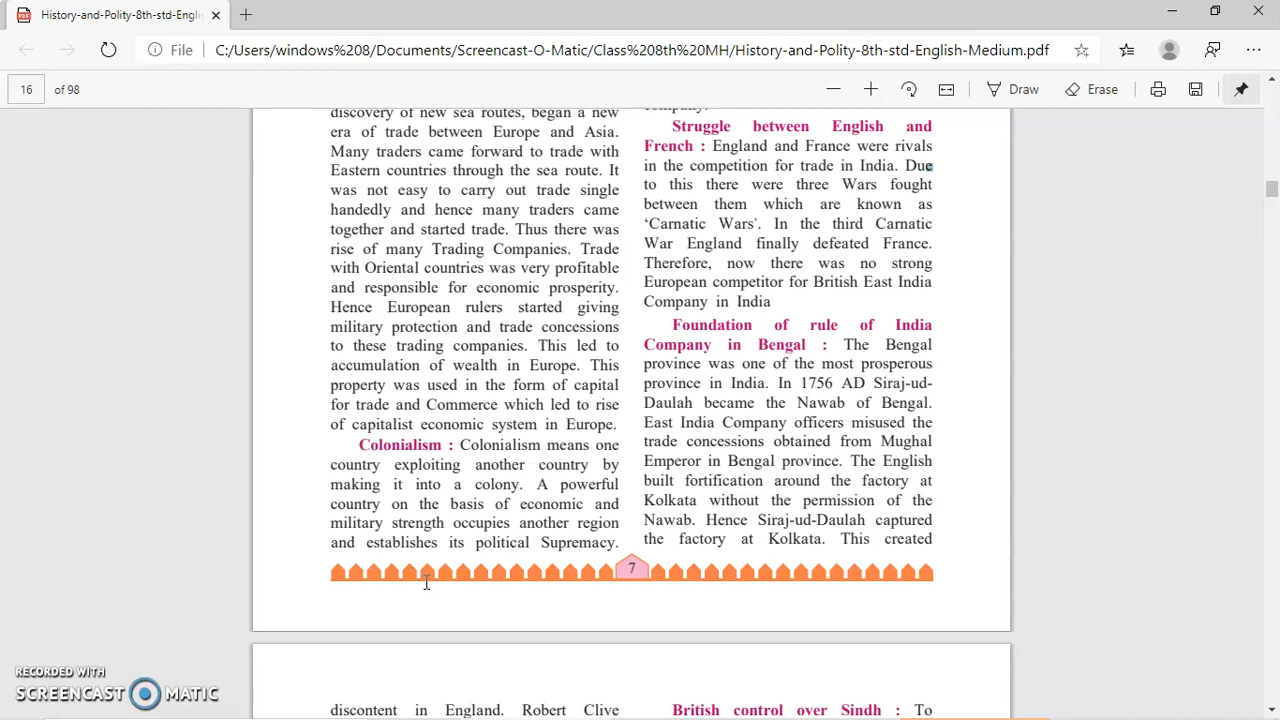 History-and-Polity-8th-std-Engli
File
C:/Users/windows%208/Documents/Screencast-O-Matic/Class%208th%20MH/History-and-Polity-8th-std-English-Medium.pdf
16 of 98
Draw
Erase
discovery of new sea routes, began a new
era of trade between Europe and Asia.
Many traders came forward to trade with
Eastern countries through the sea route. It
was not easy to carry out trade single
handedly and hence many traders came
together and started trade. Thus there was
rise of many Trading Companies. Trade
with Oriental countries was very profitable
and responsible for economic prosperity.
Hence European rulers started giving
military protection and trade concessions
to these trading companies. This led to
accumulation of wealth in Europe. This
property was used in the form of capital
for trade and Commerce which led to rise
of capitalist economic system in Europe.
Colonialism : Colonialism means one
country exploiting another country by
making it into a colony. A powerful
country on the basis of economic and
military strength occupies another region
and establishes its political Supremacy.
company.
Struggle between English and
French : England and France were rivals
in the competition for trade in India. Due
to this there were three Wars fought
between them which are known as
‘Carnatic Wars’. In the third Carnatic
War England finally defeated France.
Therefore, now there was no strong
European competitor for British East India
Company in India
Foundation of rule of India
Company in Bengal : The Bengal
province was one of the most prosperous
province in India. In 1756 AD Siraj-ud-
Daulah became the Nawab of Bengal.
East India Company officers misused the
trade concessions obtained from Mughal
Emperor in Bengal province. The English
built fortification around the factory at
Kolkata without the permission of the
Nawab. Hence Siraj-ud-Daulah captured
the factory at Kolkata. This created
7
discontent in England. Robert Clive
British control over Sindh : To
RECORDED WITH
SCREENCAST MATIC